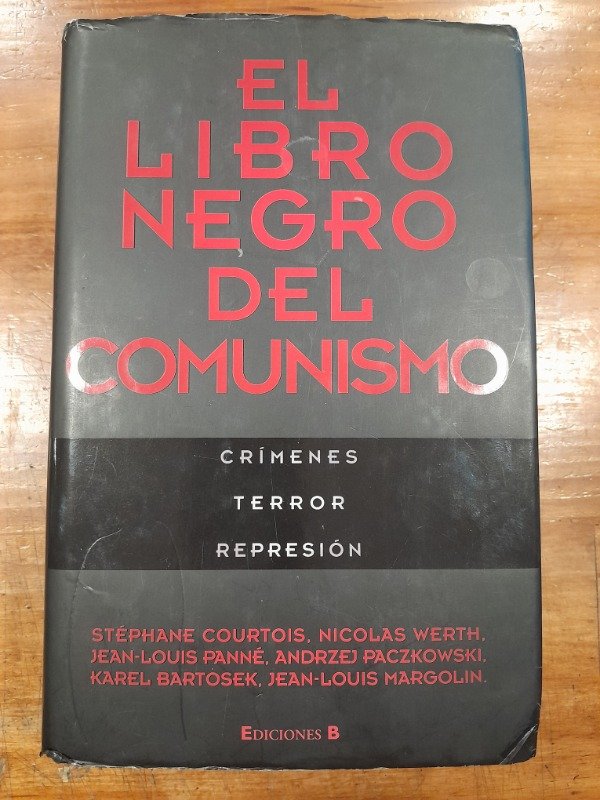 EL
LIBRO
NEGRO
DEL
COMUNISMO
CRÍMENES
TERROR
REPRESIÓN
STÉPHANE COURTOIS, NICOLAS WERTH,
JEAN-LOUIS PANNÉ, ANDRZEJ PACZKOWSKI,
KAREL BARTOSEK, JEAN-LOUIS MARGOLIN.
EDICIONES B